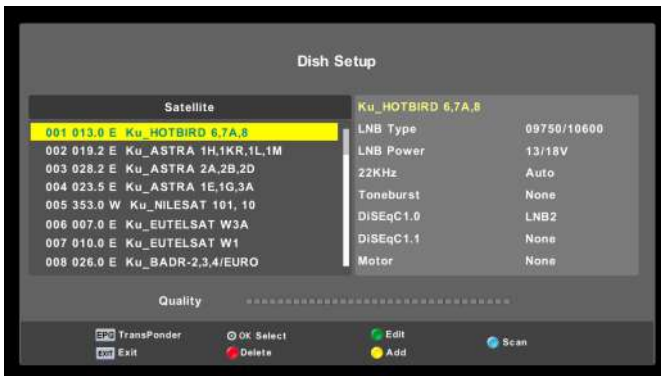 Dish Setup
Satellite
001 013.0 E Ku_HOTBIRD 6,7A,8
002 019.2 E Ku_ASTRA 1H,1KR,1L,1M
003 028.2 E Ku_ASTRA 2A,2B,2D
004 023.5 E Ku_ASTRA 1E,1G,3A
005 353.0 W Ku_NILESAT 101, 10
006 007.0 E Ku_EUTELSAT W3A
007 010.0 E Ku_EUTELSAT W1
008 026.0 E Ku_BADR-2,3,4/EURO
Ku_HOTBIRD 6,7A,8
LNB Type 09750/10600
LNB Power 13/18V
22KHz Auto
Toneburst None
DiSEqC1.0 LNB2
DiSEqC1.1 None
Motor None
Quality
EPG TransPonder OK Select Edit Scan
EXIT Exit Delete Add